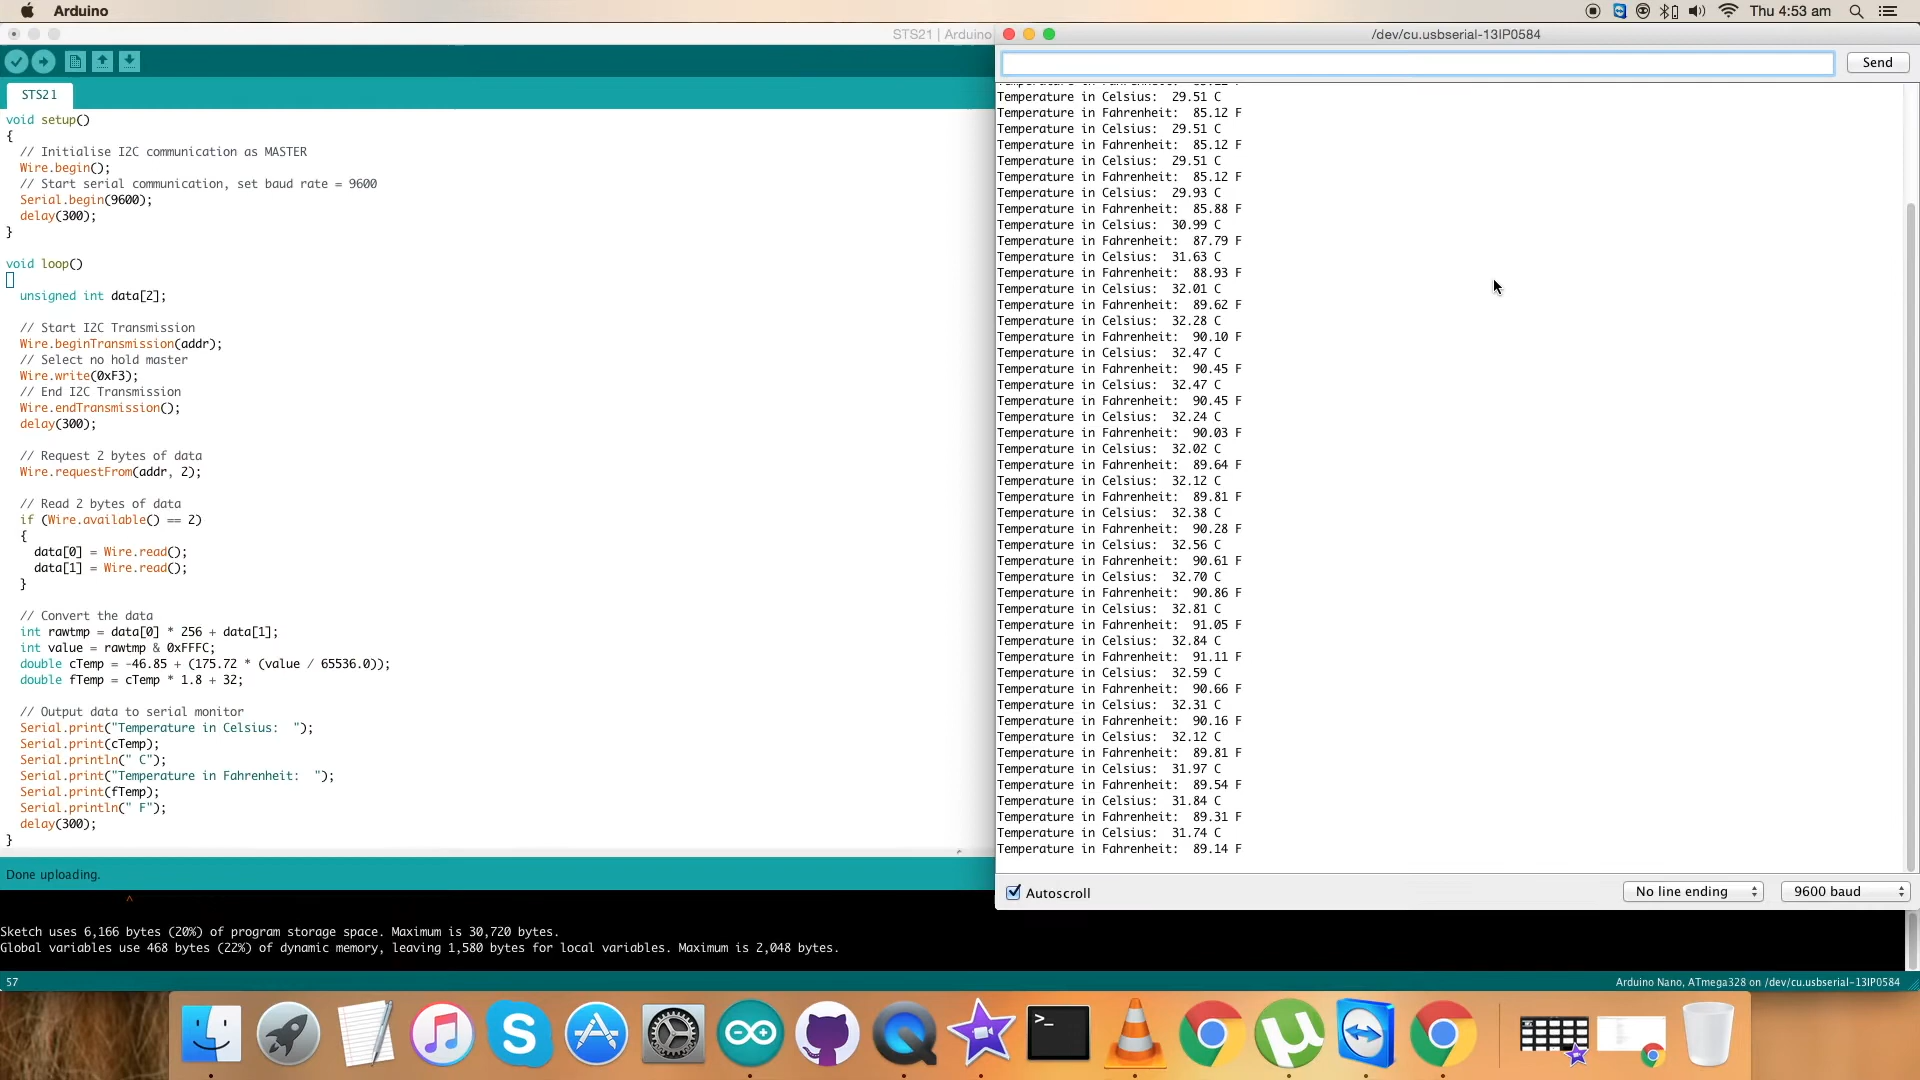 Arduino
Thu 4:53 am
STS21 | Arduino
/dev/cu.usbserial-13IP0584
Send
STS21
void setup()
{
// Initialise I2C communication as MASTER
Wire.begin();
// Start serial communication, set baud rate = 9600
Serial.begin(9600);
delay(300);
}
void loop()
unsigned int data[2];
// Start I2C Transmission
Wire.beginTransmission(addr);
// Select no hold master
Wire.write(0xF3);
// End I2C Transmission
Wire.endTransmission();
delay(300);
// Request 2 bytes of data
Wire.requestFrom(addr, 2);
// Read 2 bytes of data
if (Wire.available() == 2)
{
data[0] = Wire.read();
data[1] = Wire.read();
}
// Convert the data
int rawtmp = data[0] * 256 + data[1];
int value = rawtmp & 0xFFFC;
double cTemp = -46.85 + (175.72 * (value / 65536.0));
double fTemp = cTemp * 1.8 + 32;
// Output data to serial monitor
Serial.print("Temperature in Celsius:  ");
Serial.print(cTemp);
Serial.println(" C");
Serial.print("Temperature in Fahrenheit:  ");
Serial.print(fTemp);
Serial.println(" F");
delay(300);
}
Temperature in Celsius:  29.51 C
Temperature in Fahrenheit:  85.12 F
Temperature in Celsius:  29.51 C
Temperature in Fahrenheit:  85.12 F
Temperature in Celsius:  29.51 C
Temperature in Fahrenheit:  85.12 F
Temperature in Celsius:  29.93 C
Temperature in Fahrenheit:  85.88 F
Temperature in Celsius:  30.99 C
Temperature in Fahrenheit:  87.79 F
Temperature in Celsius:  31.63 C
Temperature in Fahrenheit:  88.93 F
Temperature in Celsius:  32.01 C
Temperature in Fahrenheit:  89.62 F
Temperature in Celsius:  32.28 C
Temperature in Fahrenheit:  90.10 F
Temperature in Celsius:  32.47 C
Temperature in Fahrenheit:  90.45 F
Temperature in Celsius:  32.47 C
Temperature in Fahrenheit:  90.45 F
Temperature in Celsius:  32.24 C
Temperature in Fahrenheit:  90.03 F
Temperature in Celsius:  32.02 C
Temperature in Fahrenheit:  89.64 F
Temperature in Celsius:  32.12 C
Temperature in Fahrenheit:  89.81 F
Temperature in Celsius:  32.38 C
Temperature in Fahrenheit:  90.28 F
Temperature in Celsius:  32.56 C
Temperature in Fahrenheit:  90.61 F
Temperature in Celsius:  32.70 C
Temperature in Fahrenheit:  90.86 F
Temperature in Celsius:  32.81 C
Temperature in Fahrenheit:  91.05 F
Temperature in Celsius:  32.84 C
Temperature in Fahrenheit:  91.11 F
Temperature in Celsius:  32.59 C
Temperature in Fahrenheit:  90.66 F
Temperature in Celsius:  32.31 C
Temperature in Fahrenheit:  90.16 F
Temperature in Celsius:  32.12 C
Temperature in Fahrenheit:  89.81 F
Temperature in Celsius:  31.97 C
Temperature in Fahrenheit:  89.54 F
Temperature in Celsius:  31.84 C
Temperature in Fahrenheit:  89.31 F
Temperature in Celsius:  31.74 C
Temperature in Fahrenheit:  89.14 F
Autoscroll
No line ending
9600 baud
Done uploading.
^
Sketch uses 6,166 bytes (20%) of program storage space. Maximum is 30,720 bytes.
Global variables use 468 bytes (22%) of dynamic memory, leaving 1,580 bytes for local variables. Maximum is 2,048 bytes.
57
Arduino Nano, ATmega328 on /dev/cu.usbserial-13IP0584